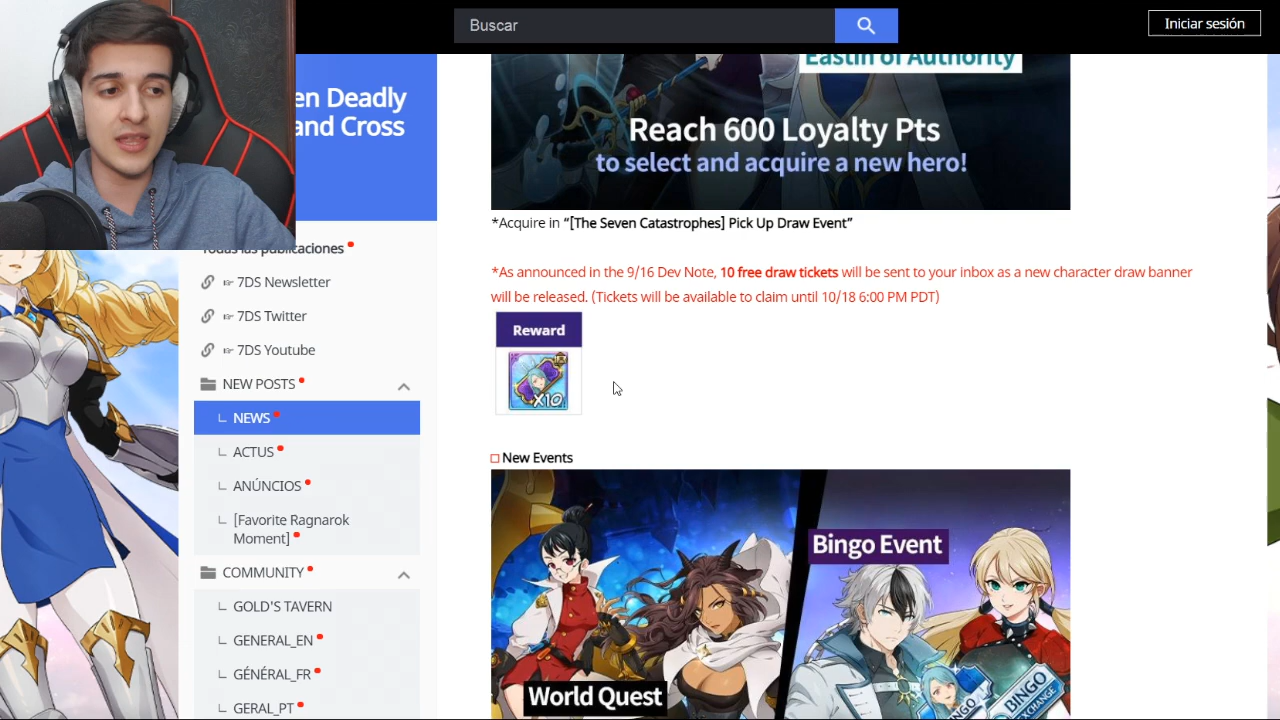 Buscar
Iniciar sesión
en Deadly
and Cross
Todas las publicaciones
7DS Newsletter
7DS Twitter
7DS Youtube
NEW POSTS
NEWS
ACTUS
ANÚNCIOS
[Favorite Ragnarok
Moment]
COMMUNITY
GOLD'S TAVERN
GENERAL_EN
GÉNÉRAL_FR
GERAL_PT
Eastin of Authority
Reach 600 Loyalty Pts
to select and acquire a new hero!
*Acquire in “[The Seven Catastrophes] Pick Up Draw Event”
*As announced in the 9/16 Dev Note, 10 free draw tickets will be sent to your inbox as a new character draw banner
will be released. (Tickets will be available to claim until 10/18 6:00 PM PDT)
Reward
X10
New Events
World Quest
Bingo Event
BINGO
BINGO
EXCHANGE